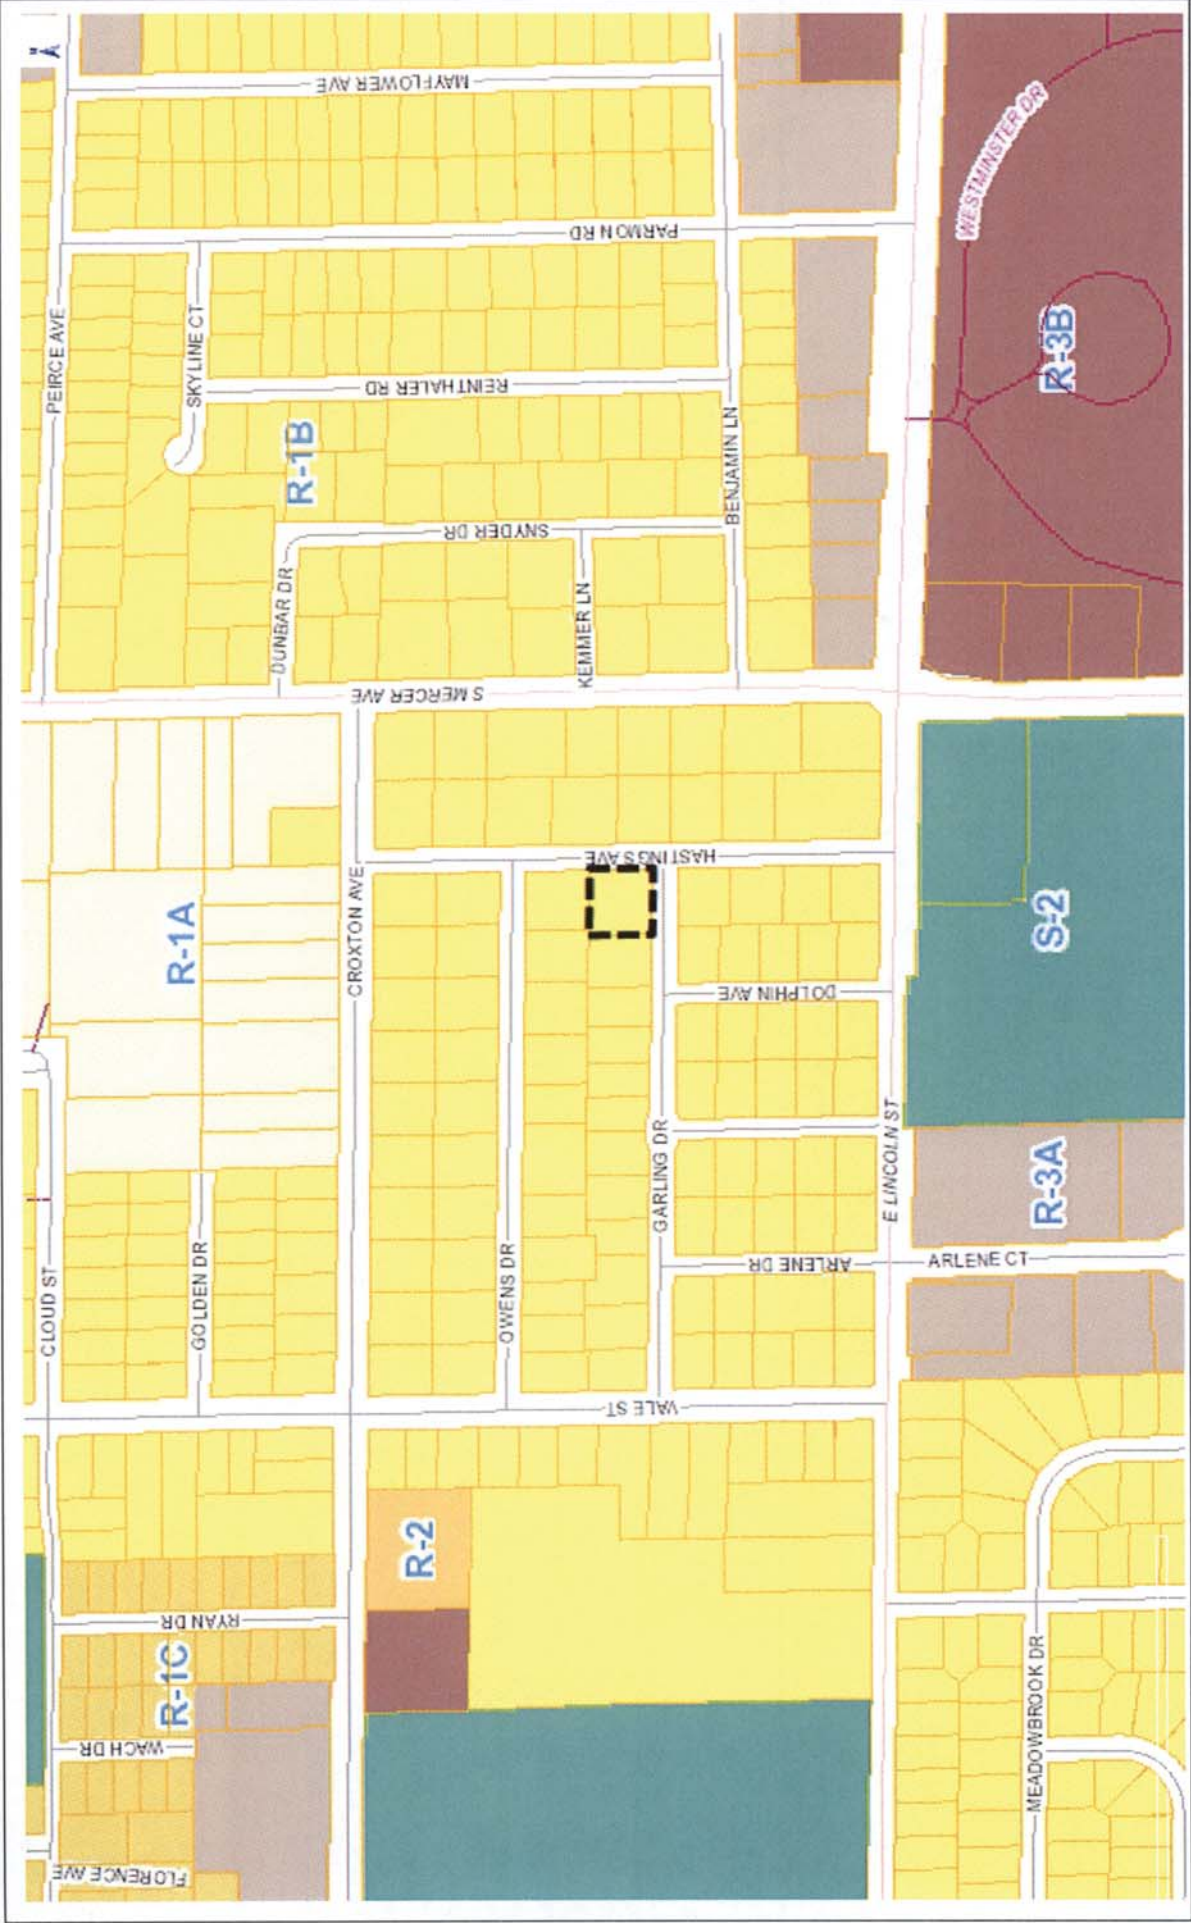 MAYFLOWER AVE
PARMON RD
WESTMINSTER DR
PEIRCE AVE
SKYLINE CT
REINTHALER RD
R-3B
R-1B
BENJAMIN LN
SNYDER DR
DUNBAR DR
KEMMER LN
S MERCER AVE
HASTINGS AVE
CROXTON AVE
R-1A
S-2
DOLPHIN AVE
GARLING DR
E LINCOLN ST
R-3A
ARLENE DR
ARLENE CT
CLOUD ST
GOLDEN DR
OWENS DR
VALE ST
R-2
RYAN DR
R-1C
WACH DR
MEADOWBROOK DR
FLORENCE AVE